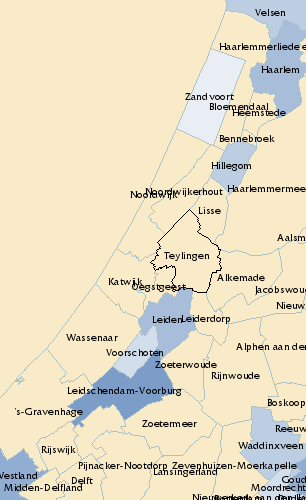 Velsen
Haarlemmerliede e
Haarlem
Zandvoort
Bloemendaal
Heemstede
Bennebroek
Hillegom
Haarlemmermee
Noordwijkerhout
Noordwijk
Lisse
Aalsm
Teylingen
Katwijk
Oegstgeest
Alkemade
Jacobswou
Nieuw
Leiden
Leiderdorp
Wassenaar
Voorschoten
Alphen aan de
Zoeterwoude
Rijnwoude
Leidschendam-Voorburg
Boskoop
's-Gravenhage
Zoetermeer
Reeuw
Waddinxveen
Rijswijk
Pijnacker-Nootdorp
Zevenhuizen-Moerkapelle
Lansingerland
Westland
Delft
Goud
Midden-Delfland
Moordrecht